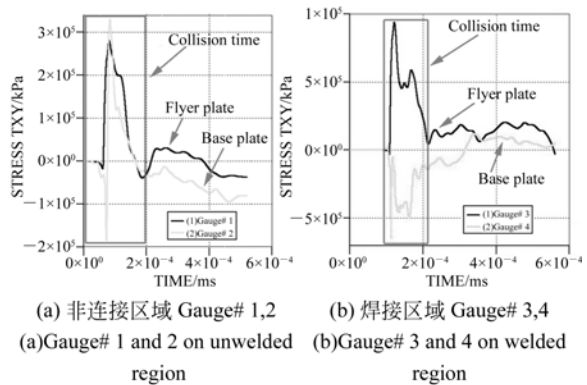 STRESS TXY/kPa
3×10⁵
2×10⁵
1×10⁵
0×10⁰
−1×10⁵
−2×10⁵
Collision time
Flyer plate
Base plate
(1)Gauge# 1
(2)Gauge# 2
0×10⁰ 2×10⁻⁴ 4×10⁻⁴ 6×10⁻⁴
TIME/ms
(a) 非连接区域 Gauge# 1,2
(a)Gauge# 1 and 2 on unwelded
region
STRESS TXY/kPa
1×10⁶
5×10⁵
0×10⁰
−5×10⁵
Collision time
Flyer plate
Base plate
(1)Gauge# 3
(2)Gauge# 4
0×10⁰ 2×10⁻⁴ 4×10⁻⁴ 6×10⁻⁴
TIME/ms
(b) 焊接区域 Gauge# 3,4
(b)Gauge# 3 and 4 on welded
region